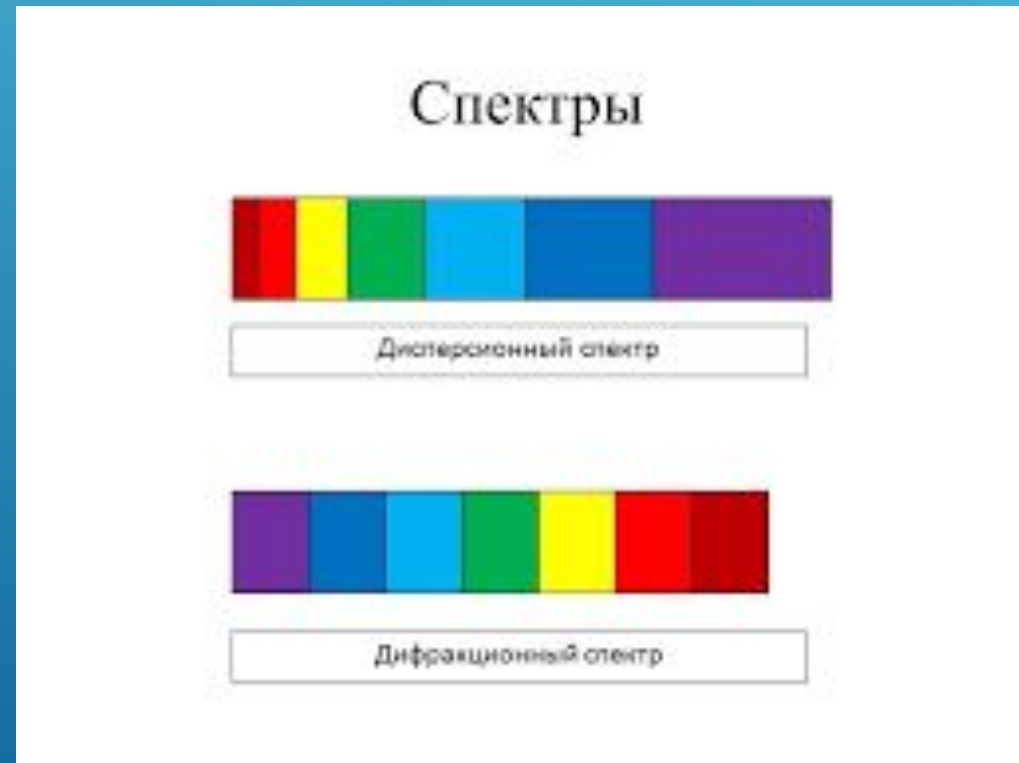 Спектры
Дисперсионный спектр
Дифракционный спектр